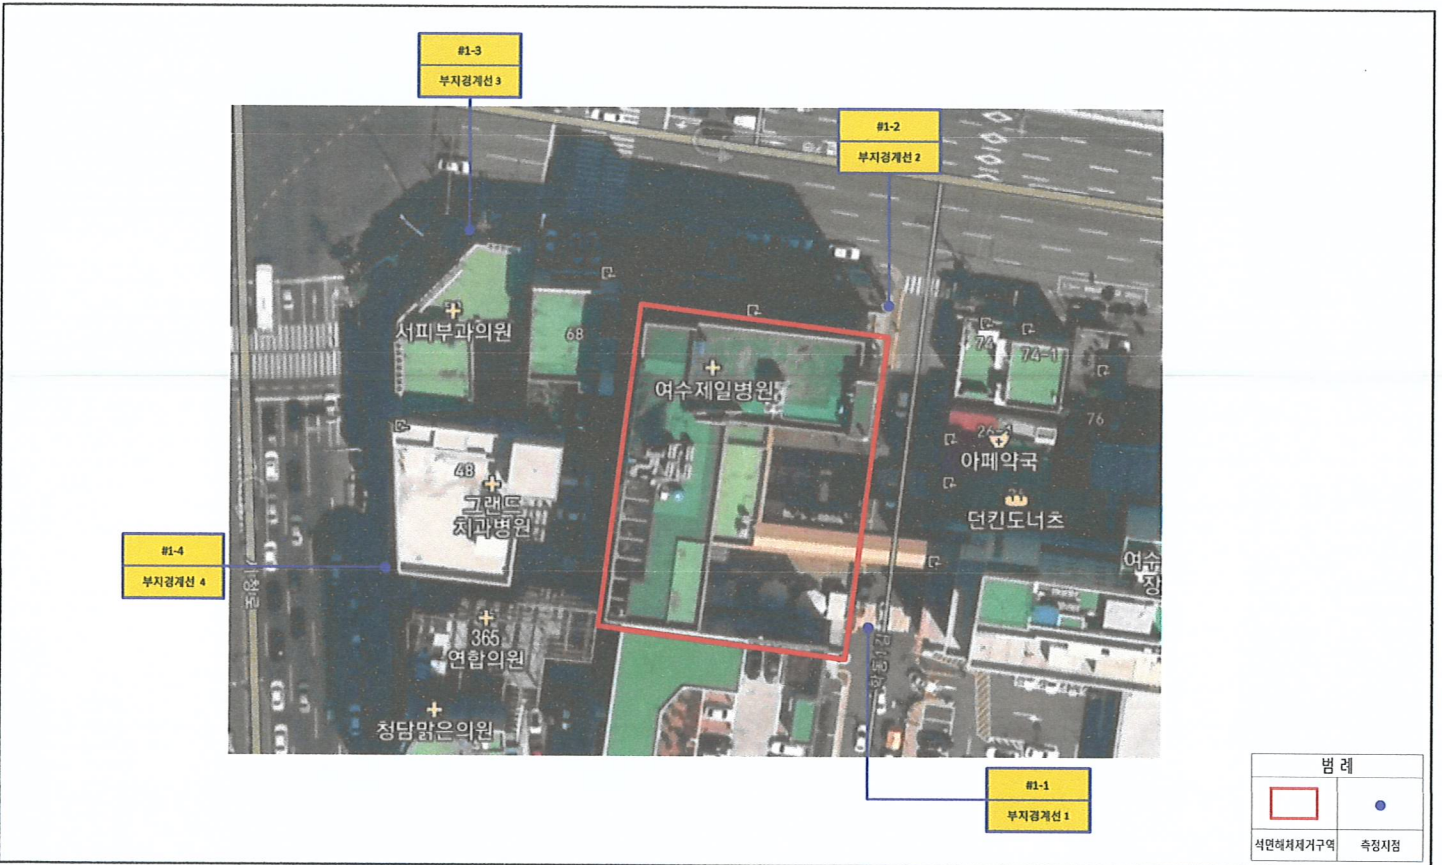 #1-3
부지경계선 3
#1-2
부지경계선 2
서피부과의원
68
여수제일병원
74
74-1
76
26-1
아페약국
48
그랜드
치과병원
던킨도너츠
#1-4
부지경계선 4
여수
장
365
연합의원
청담맑은의원
#1-1
부지경계선 1
범 례
석면해체제거구역
측정지점